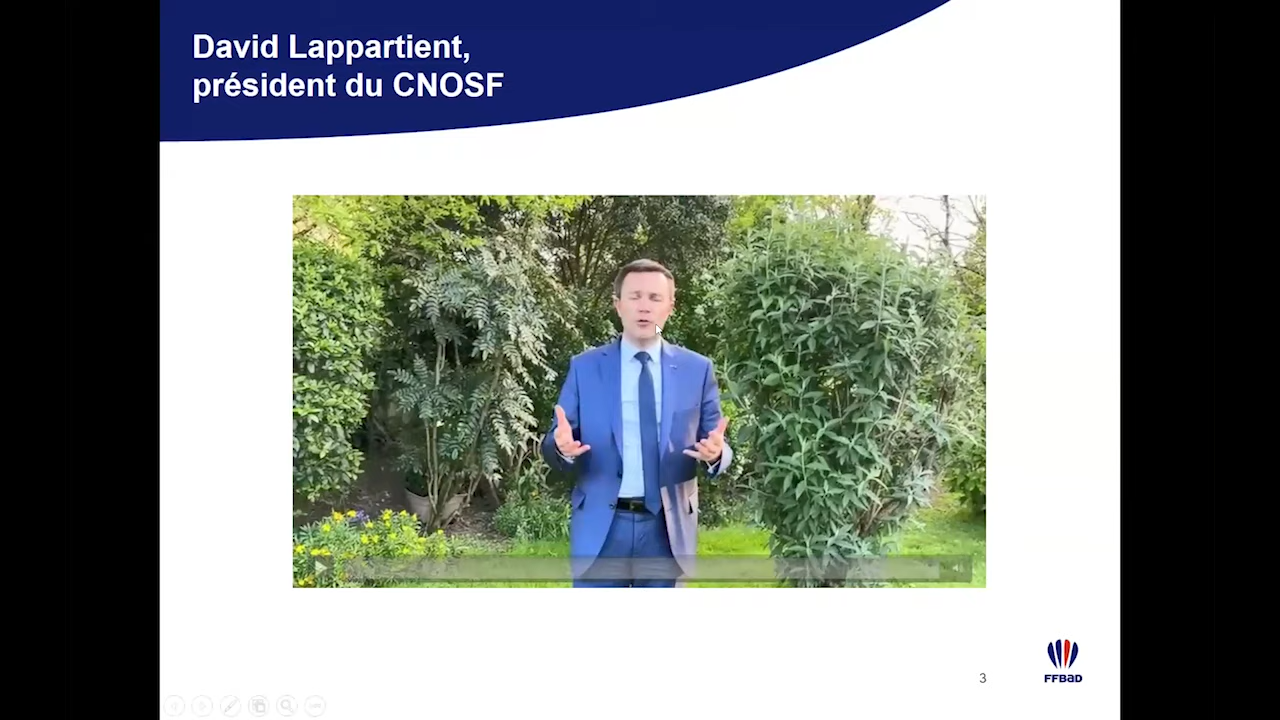 David Lappartient,
président du CNOSF
3
FFBaD